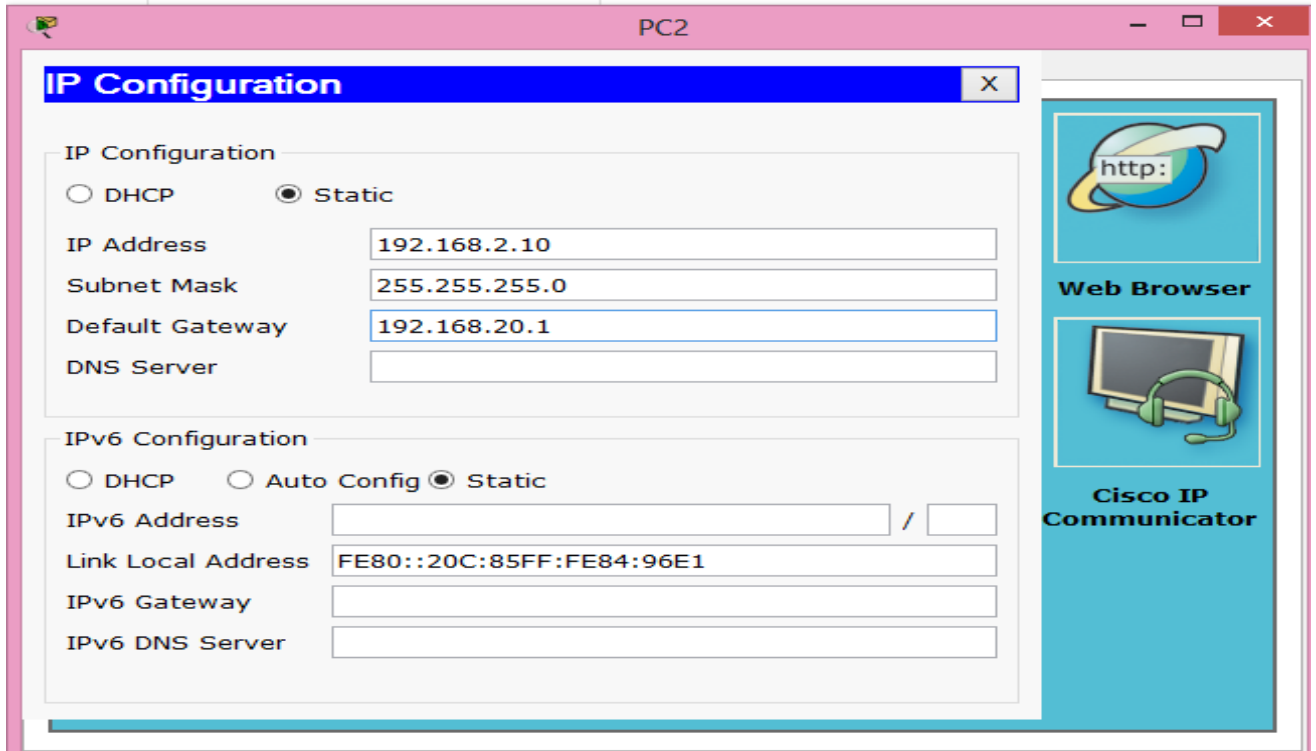 PC2
IP Configuration X
IP Configuration
DHCP Static
IP Address 192.168.2.10
Subnet Mask 255.255.255.0
Default Gateway 192.168.20.1
DNS Server
IPv6 Configuration
DHCP Auto Config Static
IPv6 Address /
Link Local Address FE80::20C:85FF:FE84:96E1
IPv6 Gateway
IPv6 DNS Server
http:
Web Browser
Cisco IP
Communicator